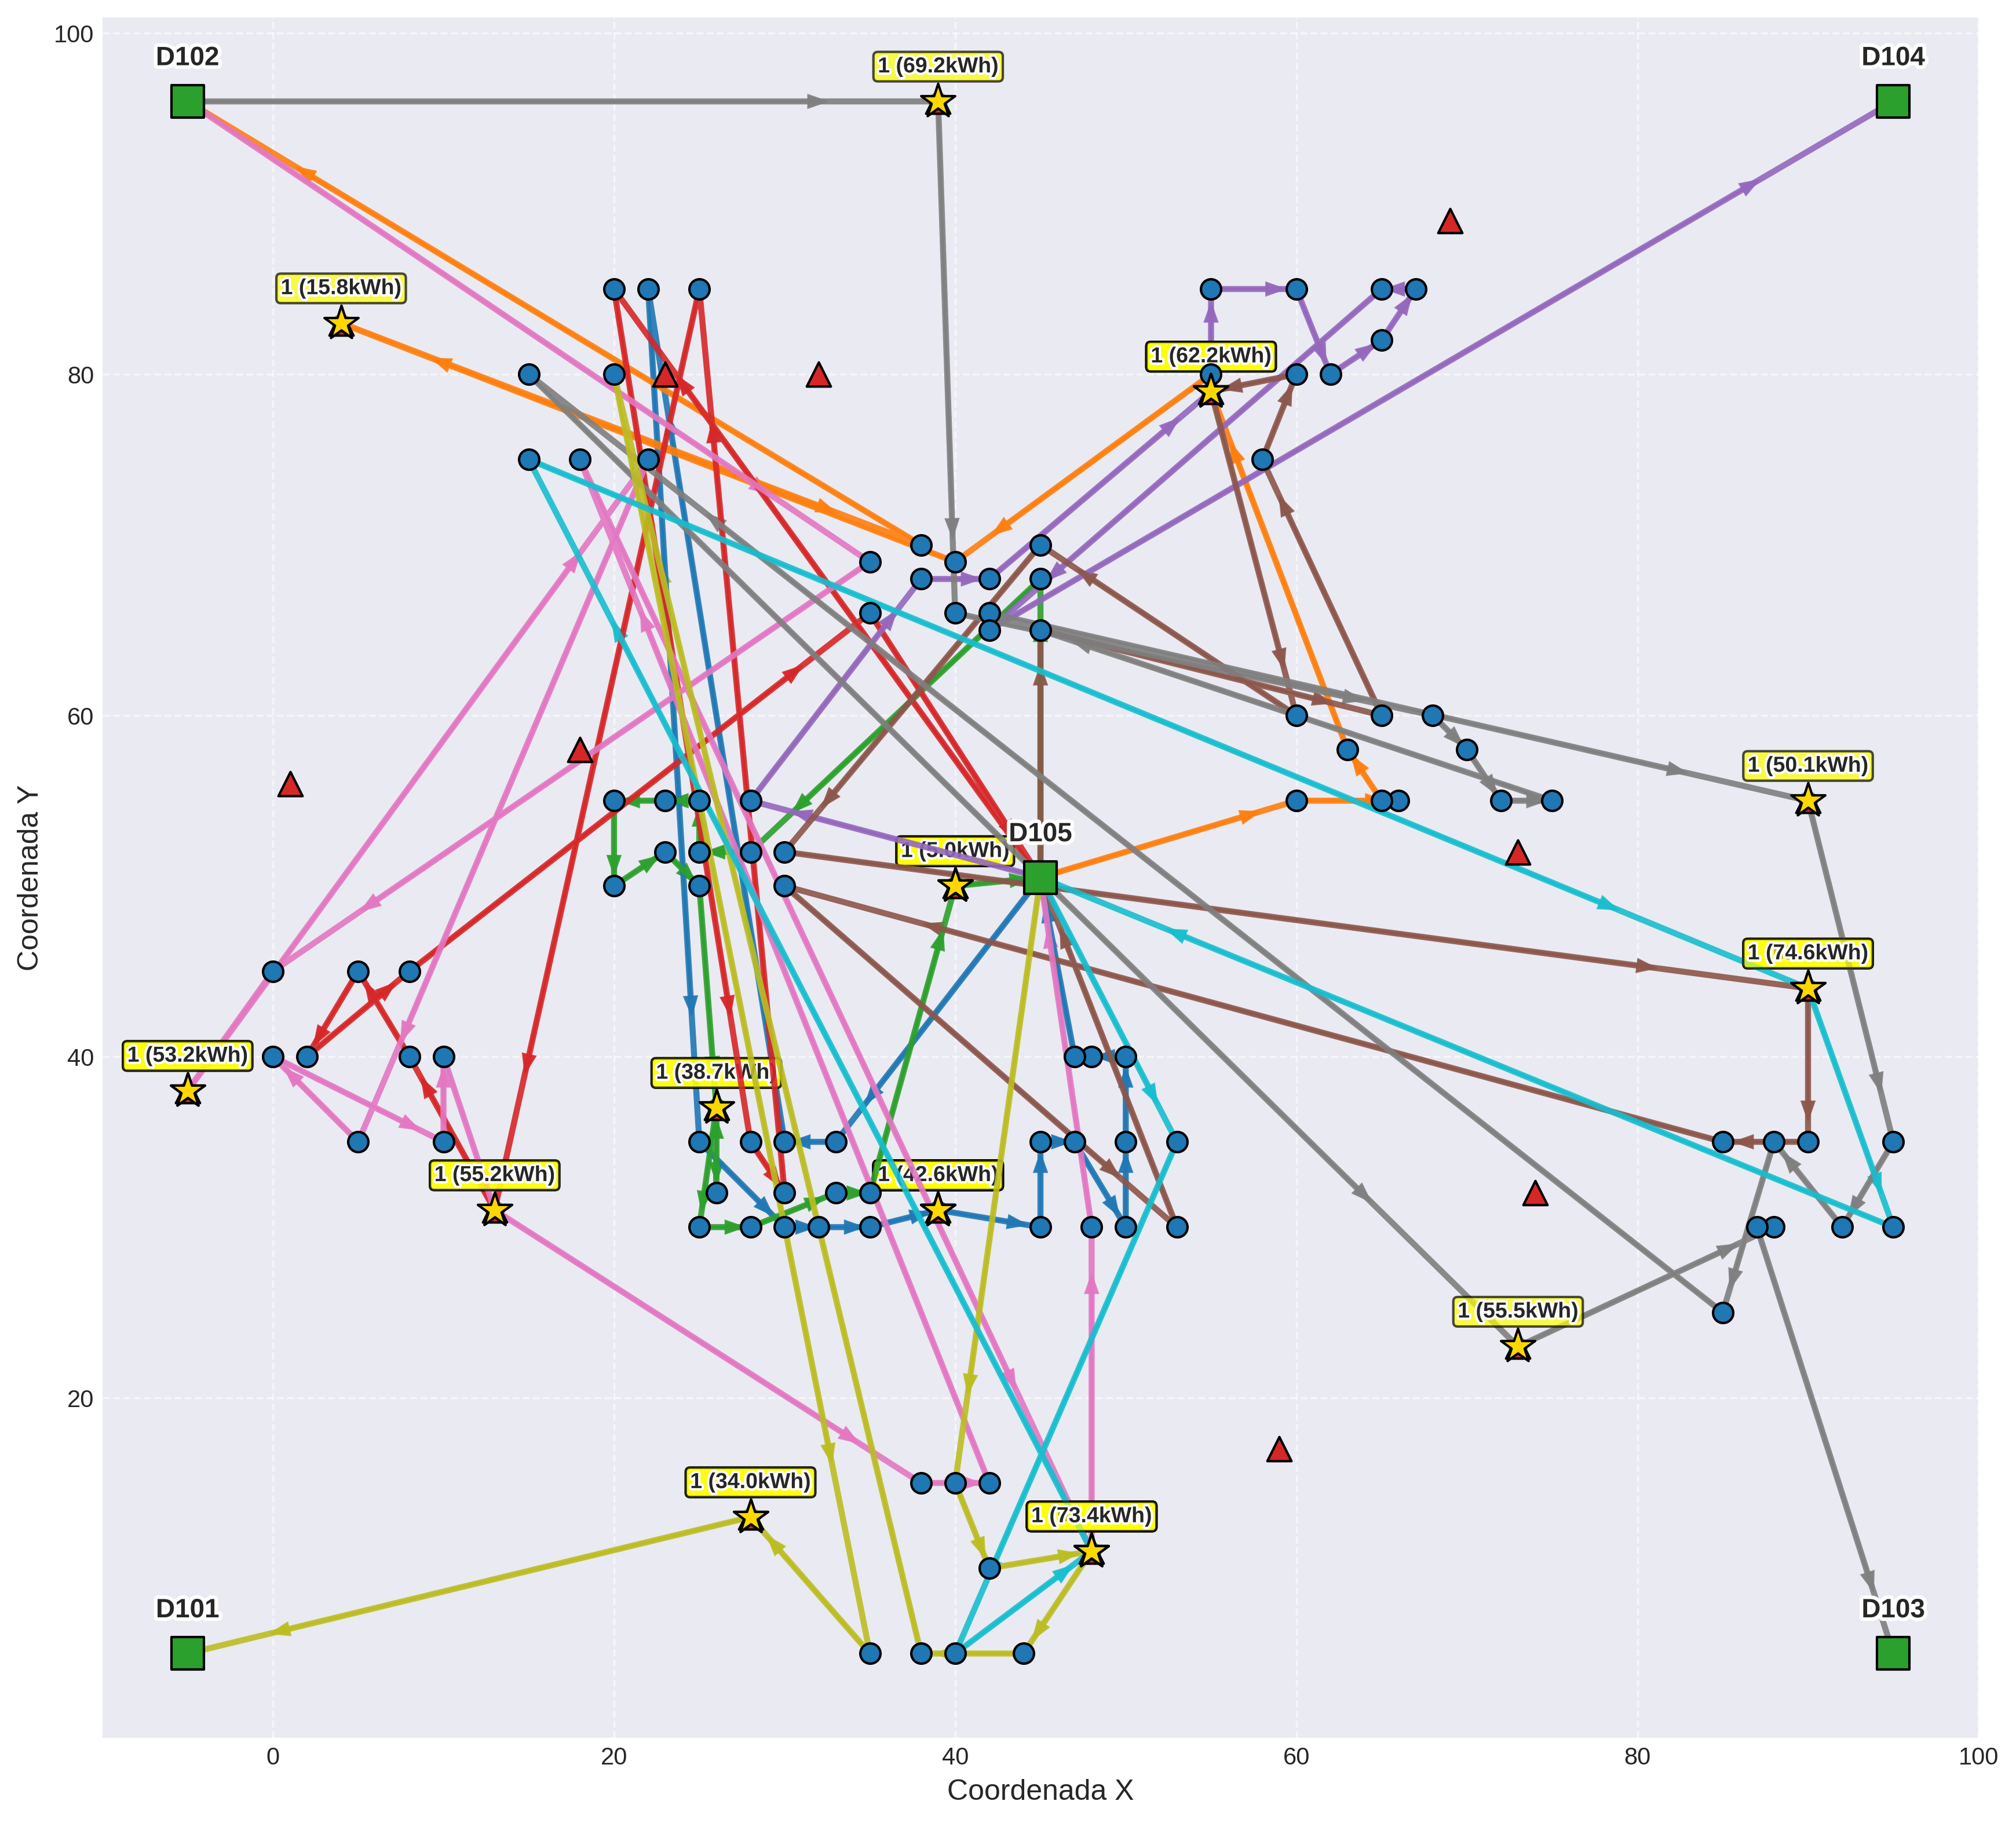 100
D102
D104
1 (69.2kWh)
1 (15.8kWh)
80
1 (62.2kWh)
60
1 (50.1kWh)
D105
1 (5.0kWh)
1 (74.6kWh)
40
1 (53.2kWh)
1 (38.7kWh)
1 (55.2kWh)
1 (42.6kWh)
1 (55.5kWh)
20
1 (34.0kWh)
1 (73.4kWh)
D101
D103
0 20 40 60 80 100
Coordenada X
Coordenada Y